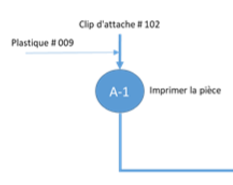 Clip d'attache # 102
Plastique # 009
A-1
Imprimer la pièce